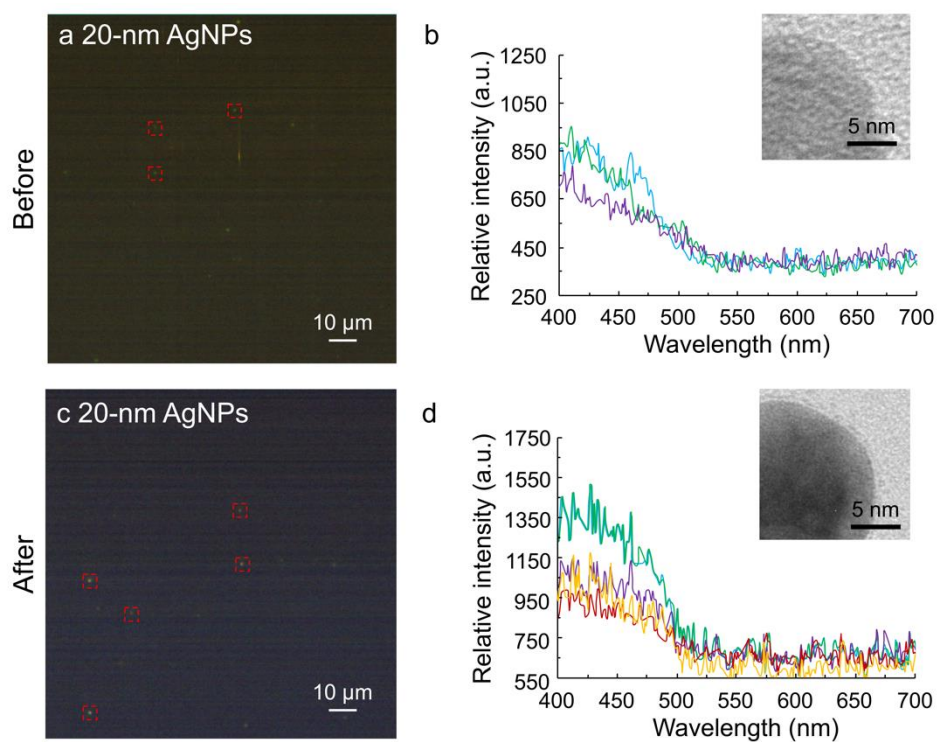 Before
a 20-nm AgNPs
10 μm
b
Relative intensity (a.u.)
1250
1050
850
650
450
250
400 450 500 550 600 650 700
Wavelength (nm)
5 nm
After
c 20-nm AgNPs
10 μm
d
Relative intensity (a.u.)
1750
1550
1350
1150
950
750
550
400 450 500 550 600 650 700
Wavelength (nm)
5 nm